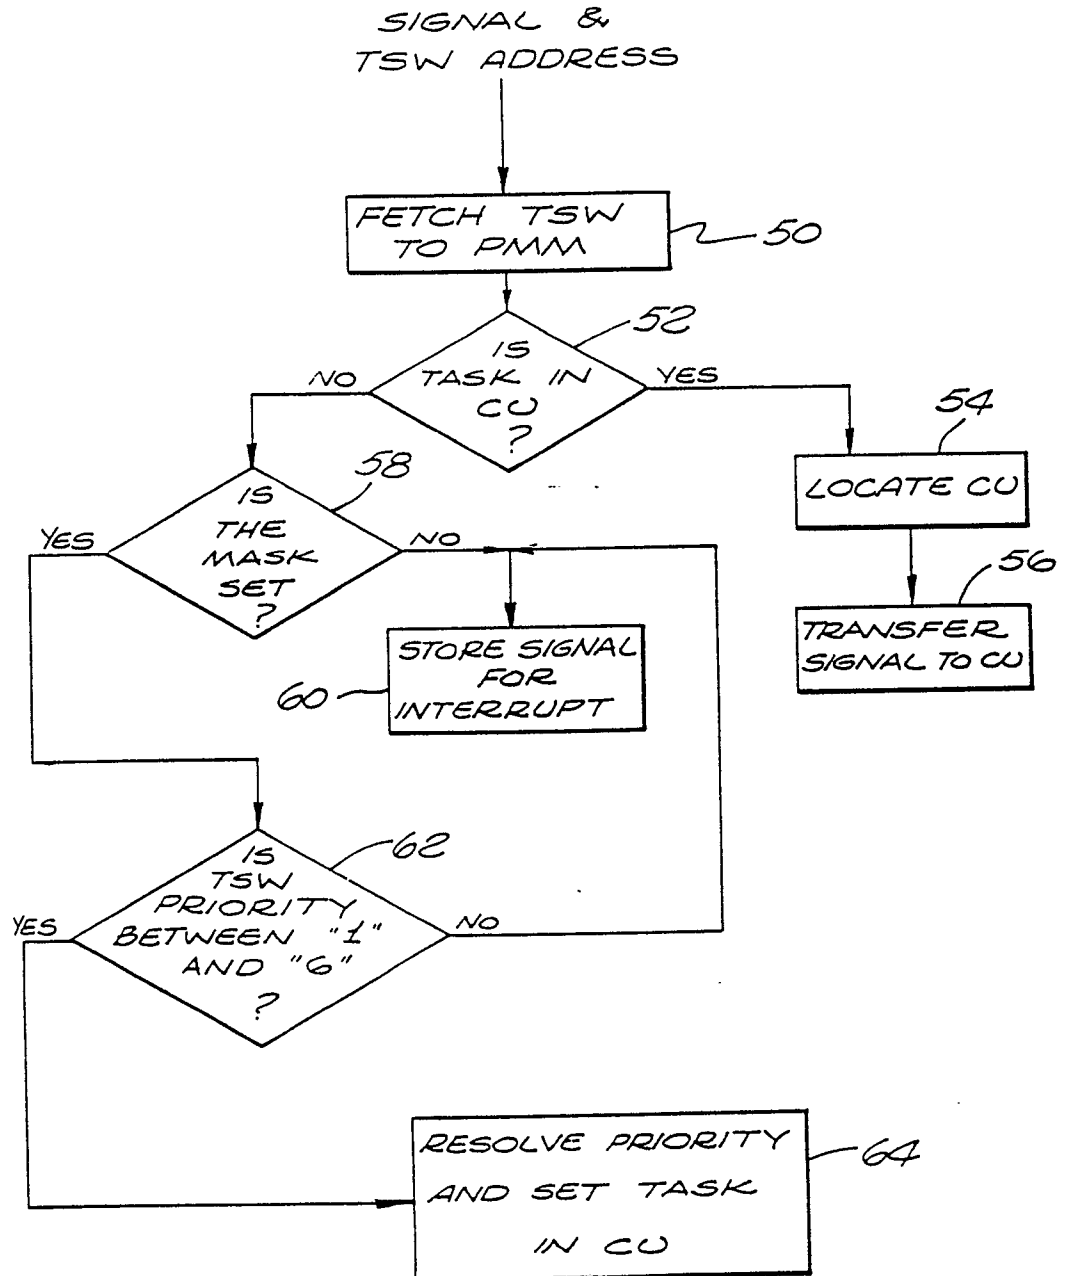 SIGNAL &
TSW ADDRESS
FETCH TSW
TO PMM
50
52
IS
TASK IN
CU
?
NO
YES
54
LOCATE CU
58
IS
THE
MASK
SET
?
YES
NO
56
TRANSFER
SIGNAL TO CU
STORE SIGNAL
FOR
INTERRUPT
60
62
IS
TSW
PRIORITY
BETWEEN "1"
AND "6"
?
YES
NO
RESOLVE PRIORITY
AND SET TASK
IN CU
64